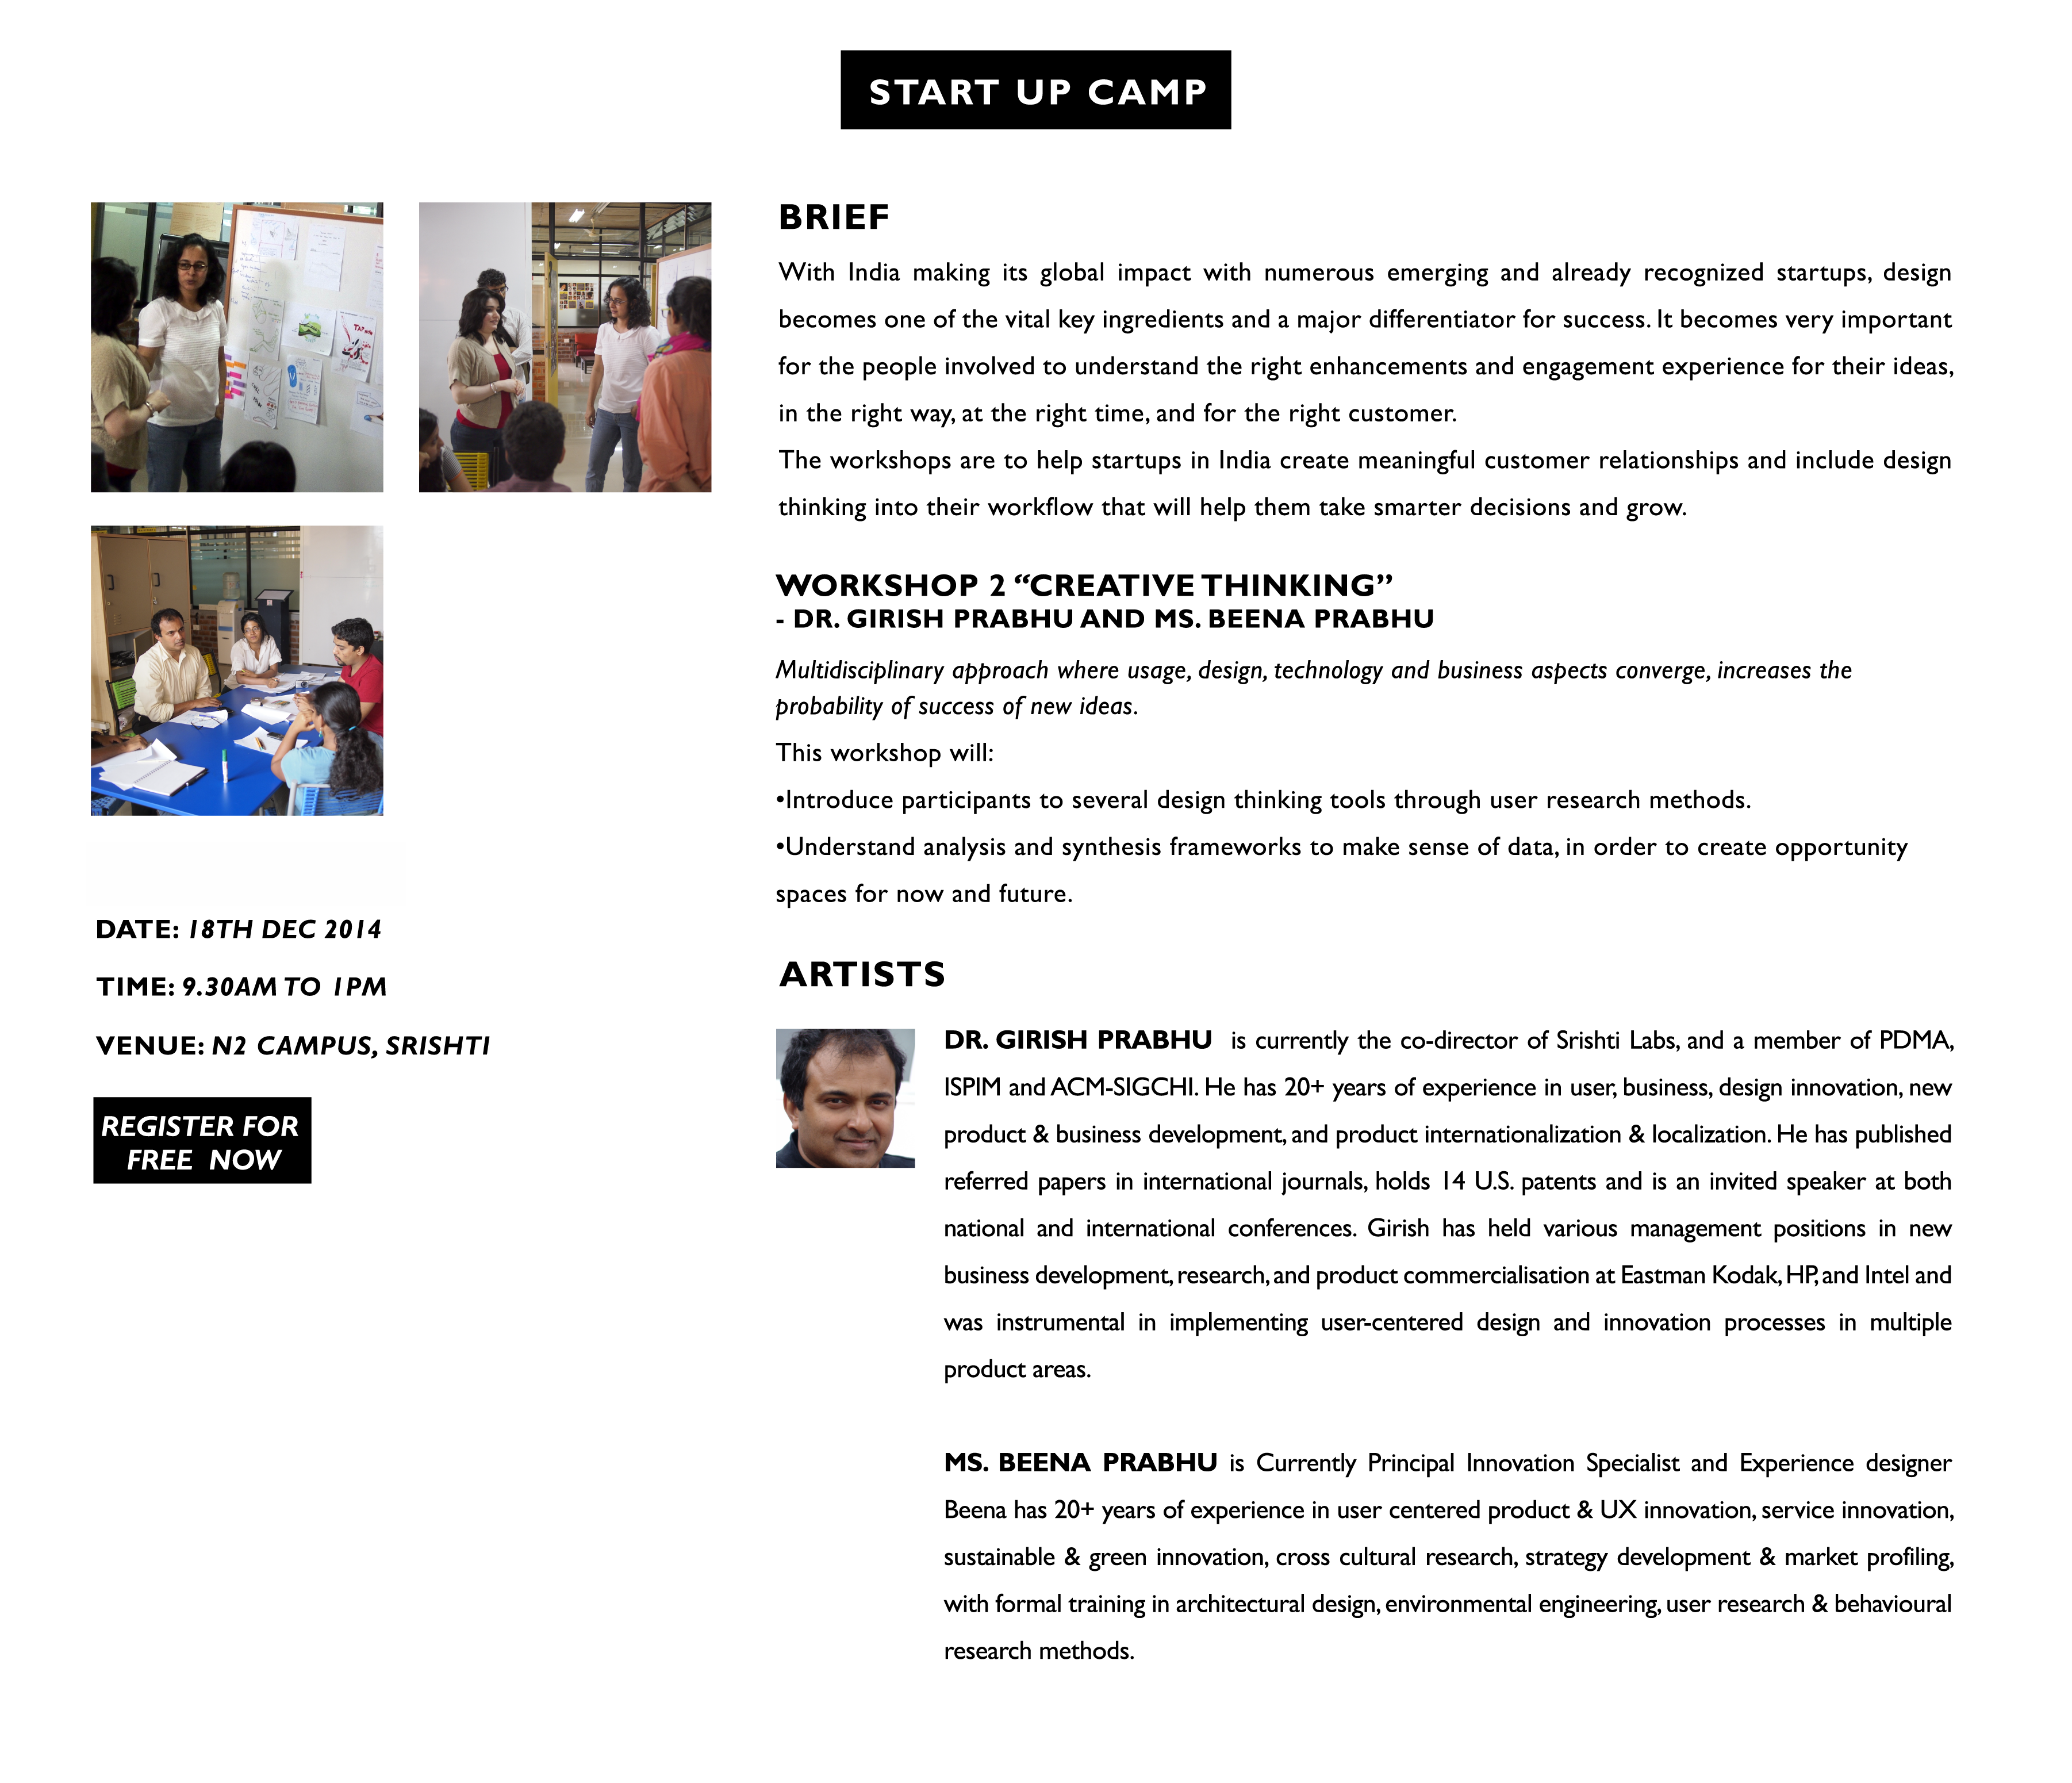 START UP CAMP
BRIEF
With India making its global impact with numerous emerging and already recognized startups, design
becomes one of the vital key ingredients and a major differentiator for success. It becomes very important
for the people involved to understand the right enhancements and engagement experience for their ideas,
in the right way, at the right time, and for the right customer.
The workshops are to help startups in India create meaningful customer relationships and include design
thinking into their workflow that will help them take smarter decisions and grow.
WORKSHOP 2 “CREATIVE THINKING”
- DR. GIRISH PRABHU AND MS. BEENA PRABHU
Multidisciplinary approach where usage, design, technology and business aspects converge, increases the
probability of success of new ideas.
This workshop will:
•Introduce participants to several design thinking tools through user research methods.
•Understand analysis and synthesis frameworks to make sense of data, in order to create opportunity
spaces for now and future.
DATE: 18TH DEC 2014
TIME: 9.30AM TO 1PM
VENUE: N2 CAMPUS, SRISHTI
REGISTER FOR
FREE NOW
ARTISTS
DR. GIRISH PRABHU is currently the co-director of Srishti Labs, and a member of PDMA,
ISPIM and ACM-SIGCHI. He has 20+ years of experience in user, business, design innovation, new
product & business development, and product internationalization & localization. He has published
referred papers in international journals, holds 14 U.S. patents and is an invited speaker at both
national and international conferences. Girish has held various management positions in new
business development, research, and product commercialisation at Eastman Kodak, HP, and Intel and
was instrumental in implementing user-centered design and innovation processes in multiple
product areas.
MS. BEENA PRABHU is Currently Principal Innovation Specialist and Experience designer
Beena has 20+ years of experience in user centered product & UX innovation, service innovation,
sustainable & green innovation, cross cultural research, strategy development & market profiling,
with formal training in architectural design, environmental engineering, user research & behavioural
research methods.